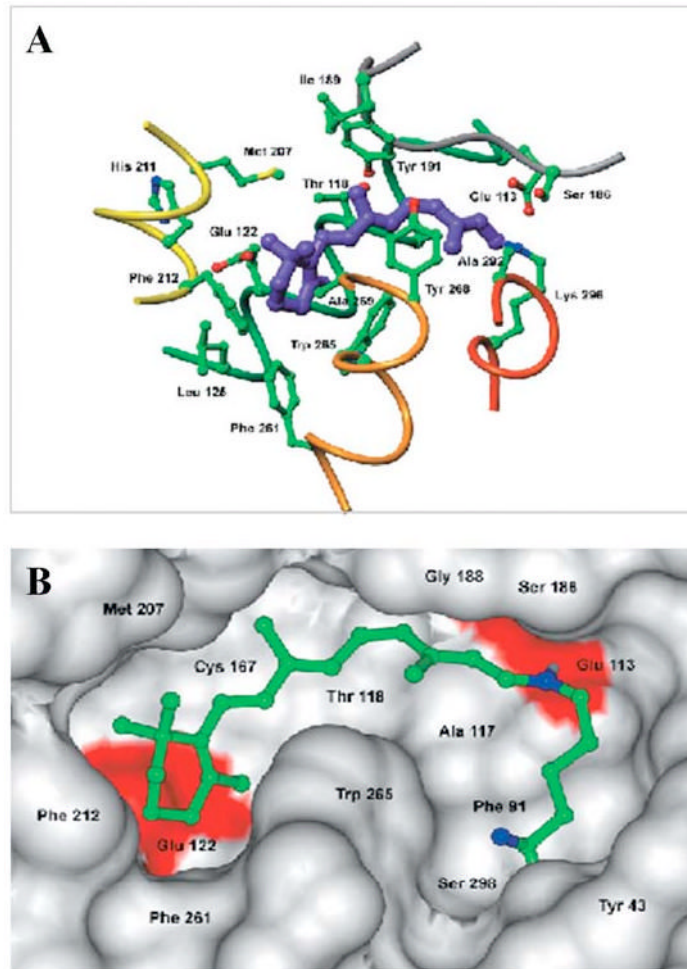 A
Ile 189
Met 207
His 211
Tyr 191
Thr 118
Glu 113
Ser 186
Glu 122
Ala 292
Phe 212
Ala 269
Tyr 268
Lys 296
Trp 265
Leu 125
Phe 261
B
Gly 188
Ser 186
Met 207
Cys 167
Glu 113
Thr 118
Ala 117
Trp 265
Phe 91
Phe 212
Glu 122
Ser 298
Tyr 43
Phe 261